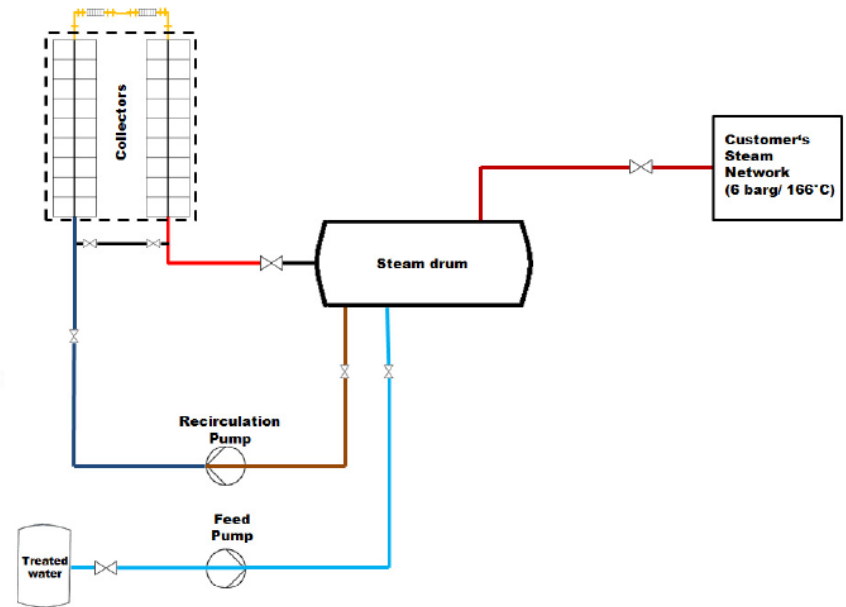 Collectors
Customer's
Steam
Network
(6 barg/ 166°C)
Steam drum
Recirculation
Pump
Feed
Pump
Treated
water